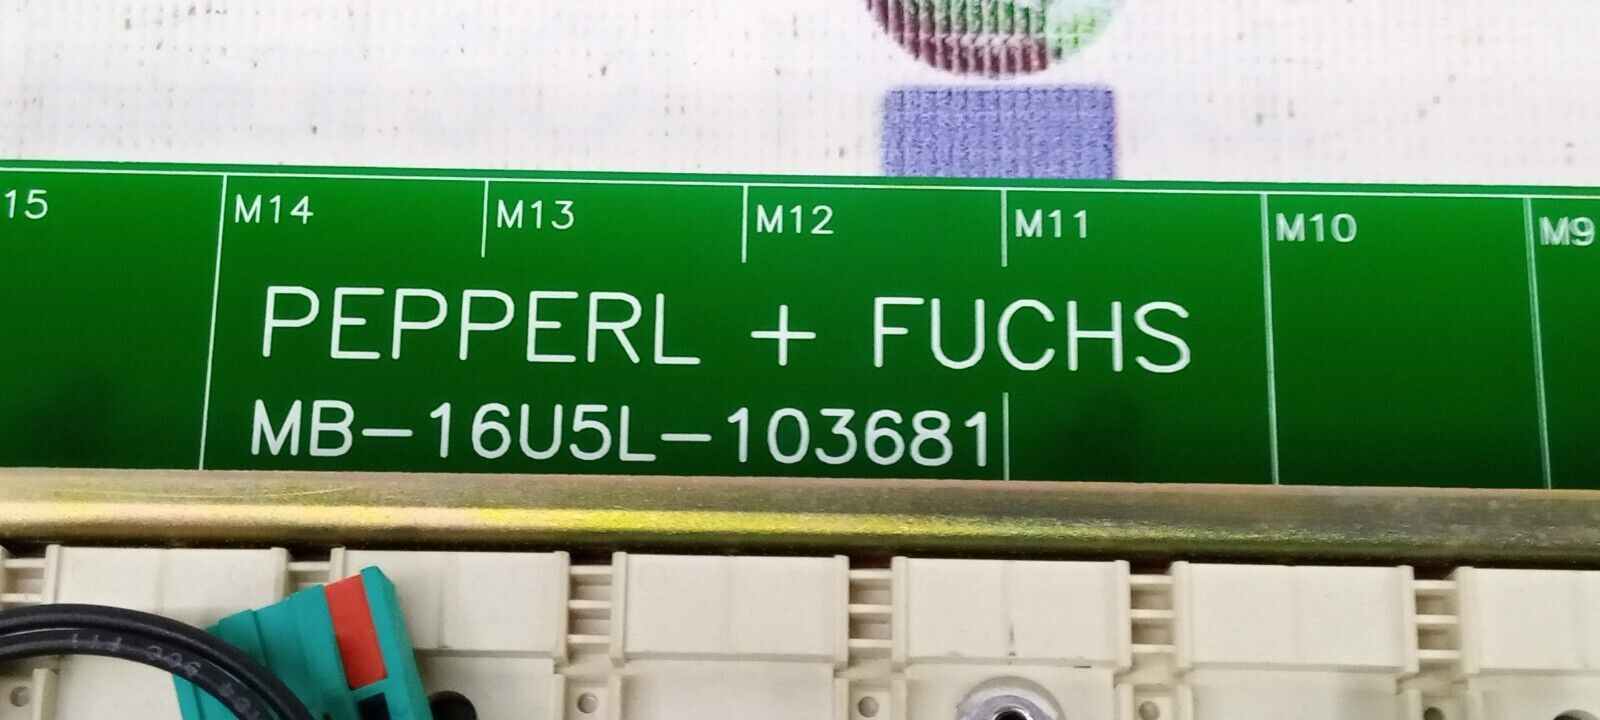 15 M14 M13 M12 M11 M10 M9
PEPPERL + FUCHS
MB-16U5L-103681